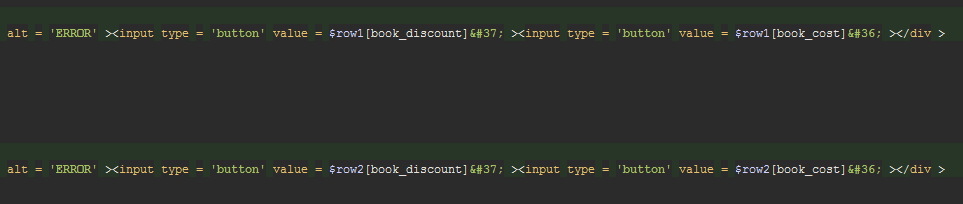 alt = 'ERROR' ><input type = 'button' value = $row1[book_discount]&#37; ><input type = 'button' value = $row1[book_cost]&#36; ></div >
alt = 'ERROR' ><input type = 'button' value = $row2[book_discount]&#37; ><input type = 'button' value = $row2[book_cost]&#36; ></div >